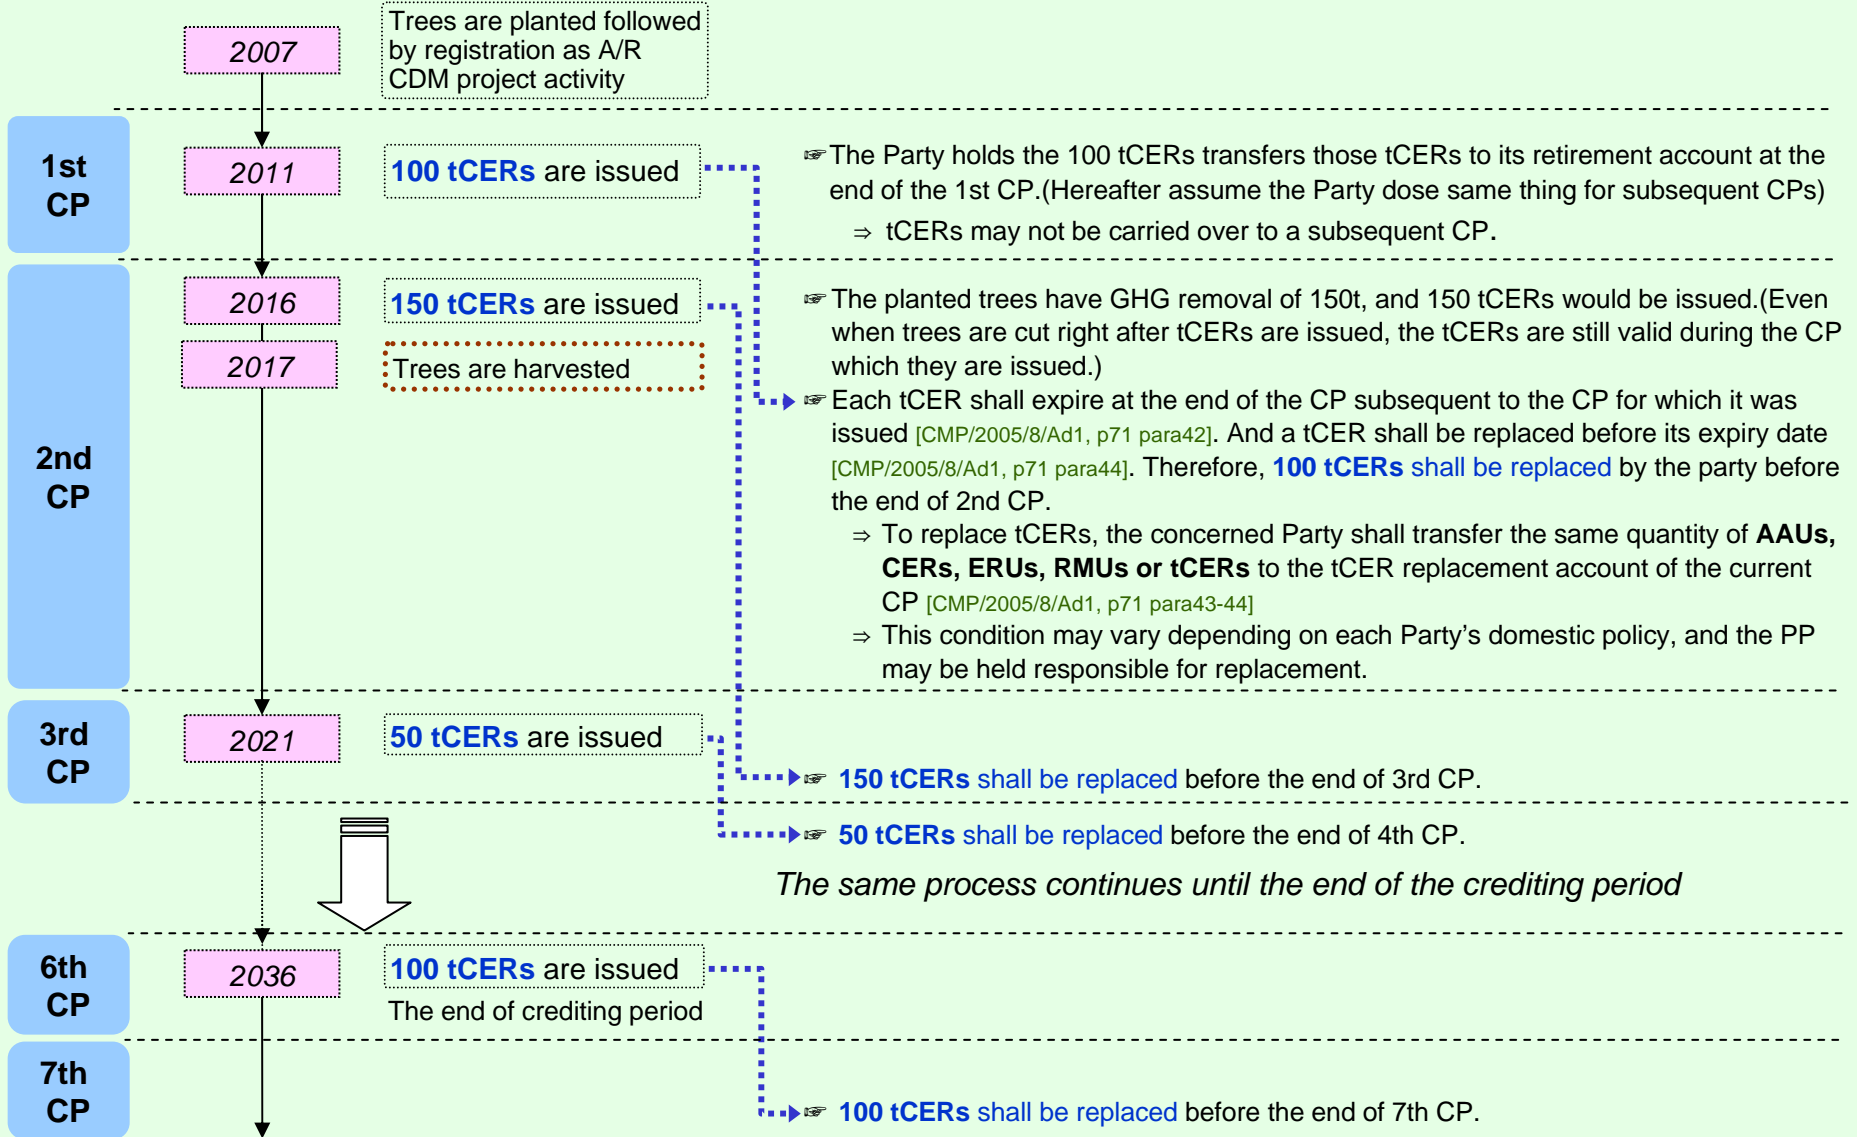 2007
Trees are planted followed
by registration as A/R
CDM project activity
1st
CP
2011
100 tCERs are issued
☞The Party holds the 100 tCERs transfers those tCERs to its retirement account at the
end of the 1st CP.(Hereafter assume the Party dose same thing for subsequent CPs)
⇒ tCERs may not be carried over to a subsequent CP.
2nd
CP
2016
150 tCERs are issued
2017
Trees are harvested
☞The planted trees have GHG removal of 150t, and 150 tCERs would be issued.(Even
when trees are cut right after tCERs are issued, the tCERs are still valid during the CP
which they are issued.)
☞Each tCER shall expire at the end of the CP subsequent to the CP for which it was
issued [CMP/2005/8/Ad1, p71 para42]. And a tCER shall be replaced before its expiry date
[CMP/2005/8/Ad1, p71 para44]. Therefore, 100 tCERs shall be replaced by the party before
the end of 2nd CP.
⇒ To replace tCERs, the concerned Party shall transfer the same quantity of AAUs,
CERs, ERUs, RMUs or tCERs to the tCER replacement account of the current
CP [CMP/2005/8/Ad1, p71 para43-44]
⇒ This condition may vary depending on each Party's domestic policy, and the PP
may be held responsible for replacement.
3rd
CP
2021
50 tCERs are issued
☞ 150 tCERs shall be replaced before the end of 3rd CP.
☞ 50 tCERs shall be replaced before the end of 4th CP.
The same process continues until the end of the crediting period
6th
CP
2036
100 tCERs are issued
The end of crediting period
7th
CP
☞ 100 tCERs shall be replaced before the end of 7th CP.